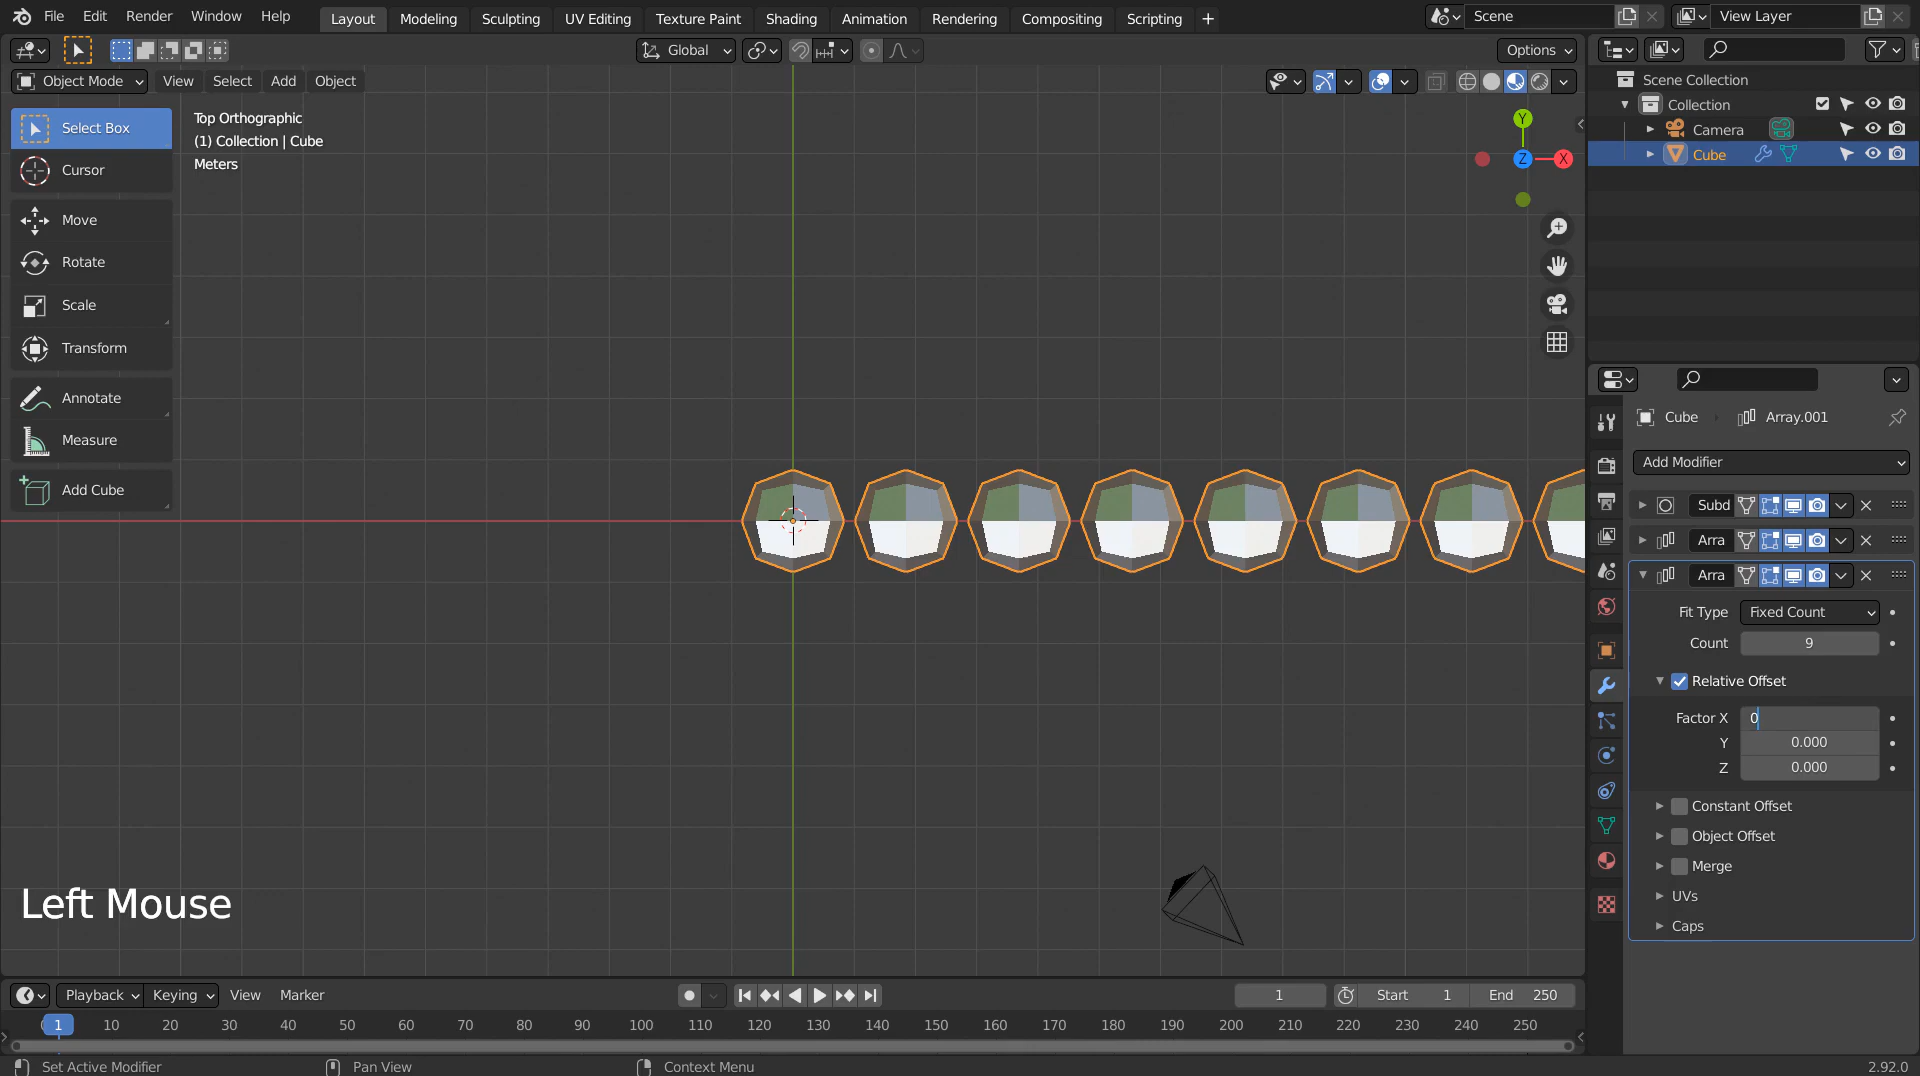 File Edit Render Window Help Layout Modeling Sculpting UV Editing Texture Paint Shading Animation Rendering Compositing Scripting Scene View Layer
Global Options
Object Mode View Select Add Object
Scene Collection
Collection
Camera
Cube
Select Box
Cursor
Move
Rotate
Scale
Transform
Annotate
Measure
Add Cube
Top Orthographic
(1) Collection | Cube
Meters
Y
Z
X
Cube Array.001
Add Modifier
Subd
Arra
Arra
Fit Type Fixed Count
Count 9
Relative Offset
Factor X 0
Y 0.000
Z 0.000
Constant Offset
Object Offset
Merge
UVs
Caps
Left Mouse
Playback Keying View Marker 1 Start 1 End 250
1 10 20 30 40 50 60 70 80 90 100 110 120 130 140 150 160 170 180 190 200 210 220 230 240 250
Set Active Modifier Pan View Context Menu 2.92.0